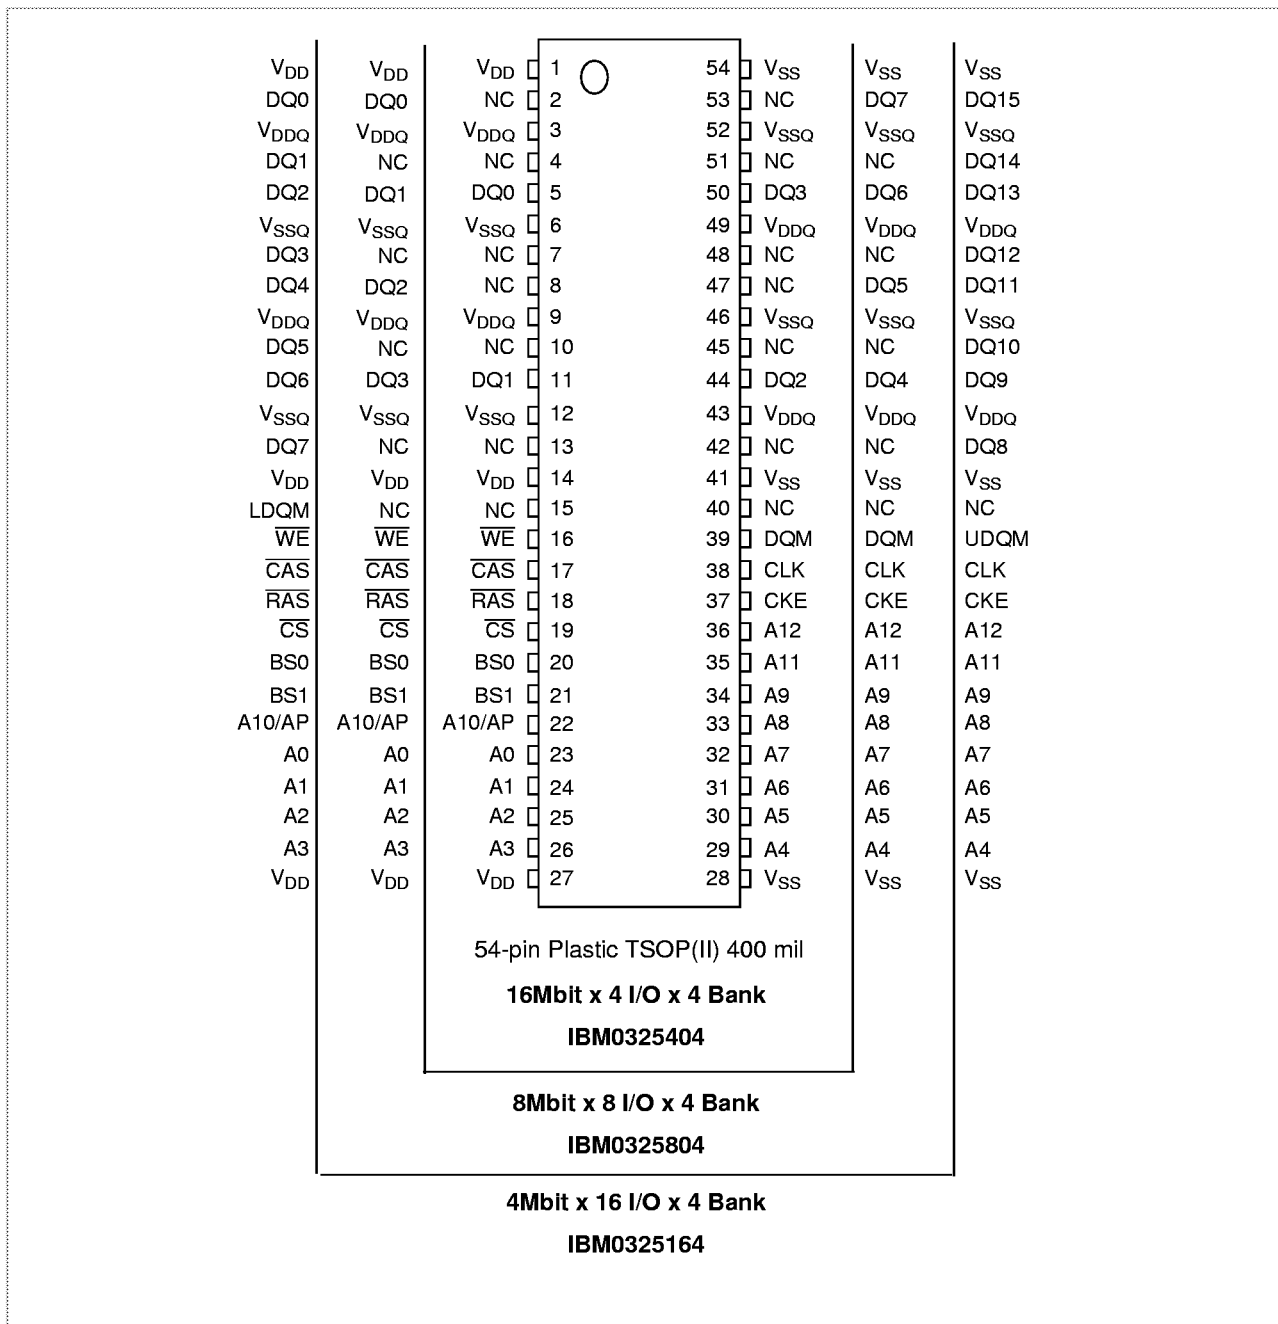 VDD VDD VDD 1 54 VSS VSS VSS
DQ0 DQ0 NC 2 53 NC DQ7 DQ15
VDDQ VDDQ VDDQ 3 52 VSSQ VSSQ VSSQ
DQ1 NC NC 4 51 NC NC DQ14
DQ2 DQ1 DQ0 5 50 DQ3 DQ6 DQ13
VSSQ VSSQ VSSQ 6 49 VDDQ VDDQ VDDQ
DQ3 NC NC 7 48 NC NC DQ12
DQ4 DQ2 NC 8 47 NC DQ5 DQ11
VDDQ VDDQ VDDQ 9 46 VSSQ VSSQ VSSQ
DQ5 NC NC 10 45 NC NC DQ10
DQ6 DQ3 DQ1 11 44 DQ2 DQ4 DQ9
VSSQ VSSQ VSSQ 12 43 VDDQ VDDQ VDDQ
DQ7 NC NC 13 42 NC NC DQ8
VDD VDD VDD 14 41 VSS VSS VSS
LDQM NC NC 15 40 NC NC NC
W̅E̅ W̅E̅ W̅E̅ 16 39 DQM DQM UDQM
C̅A̅S̅ C̅A̅S̅ C̅A̅S̅ 17 38 CLK CLK CLK
R̅A̅S̅ R̅A̅S̅ R̅A̅S̅ 18 37 CKE CKE CKE
C̅S̅ C̅S̅ C̅S̅ 19 36 A12 A12 A12
BS0 BS0 BS0 20 35 A11 A11 A11
BS1 BS1 BS1 21 34 A9 A9 A9
A10/AP A10/AP A10/AP 22 33 A8 A8 A8
A0 A0 A0 23 32 A7 A7 A7
A1 A1 A1 24 31 A6 A6 A6
A2 A2 A2 25 30 A5 A5 A5
A3 A3 A3 26 29 A4 A4 A4
VDD VDD VDD 27 28 VSS VSS VSS
54-pin Plastic TSOP(II) 400 mil
16Mbit x 4 I/O x 4 Bank
IBM0325404
8Mbit x 8 I/O x 4 Bank
IBM0325804
4Mbit x 16 I/O x 4 Bank
IBM0325164